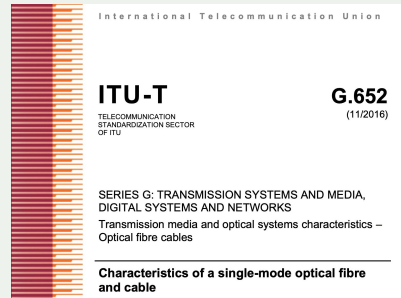 International Telecommunication Union
ITU-T
G.652
TELECOMMUNICATION
(11/2016)
STANDARDIZATION SECTOR
OF ITU
SERIES G: TRANSMISSION SYSTEMS AND MEDIA,
DIGITAL SYSTEMS AND NETWORKS
Transmission media and optical systems characteristics –
Optical fibre cables
Characteristics of a single-mode optical fibre
and cable